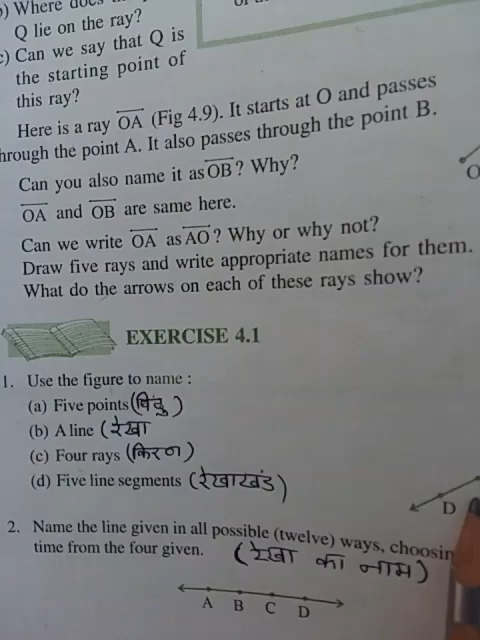 Where does
Q lie on the ray?
c) Can we say that Q is
the starting point of
this ray?
Here is a ray OA (Fig 4.9). It starts at O and passes
hrough the point A. It also passes through the point B.
Can you also name it as OB? Why?
OA and OB are same here.
Can we write OA as AO? Why or why not?
Draw five rays and write appropriate names for them.
What do the arrows on each of these rays show?
O
EXERCISE 4.1
1. Use the figure to name :
(a) Five points (बिंदु)
(b) A line (रेखा
(c) Four rays (किरण)
(d) Five line segments (रेखाखंड)
D
2. Name the line given in all possible (twelve) ways, choosin
time from the four given. (रेखा का नाम)
A B C D